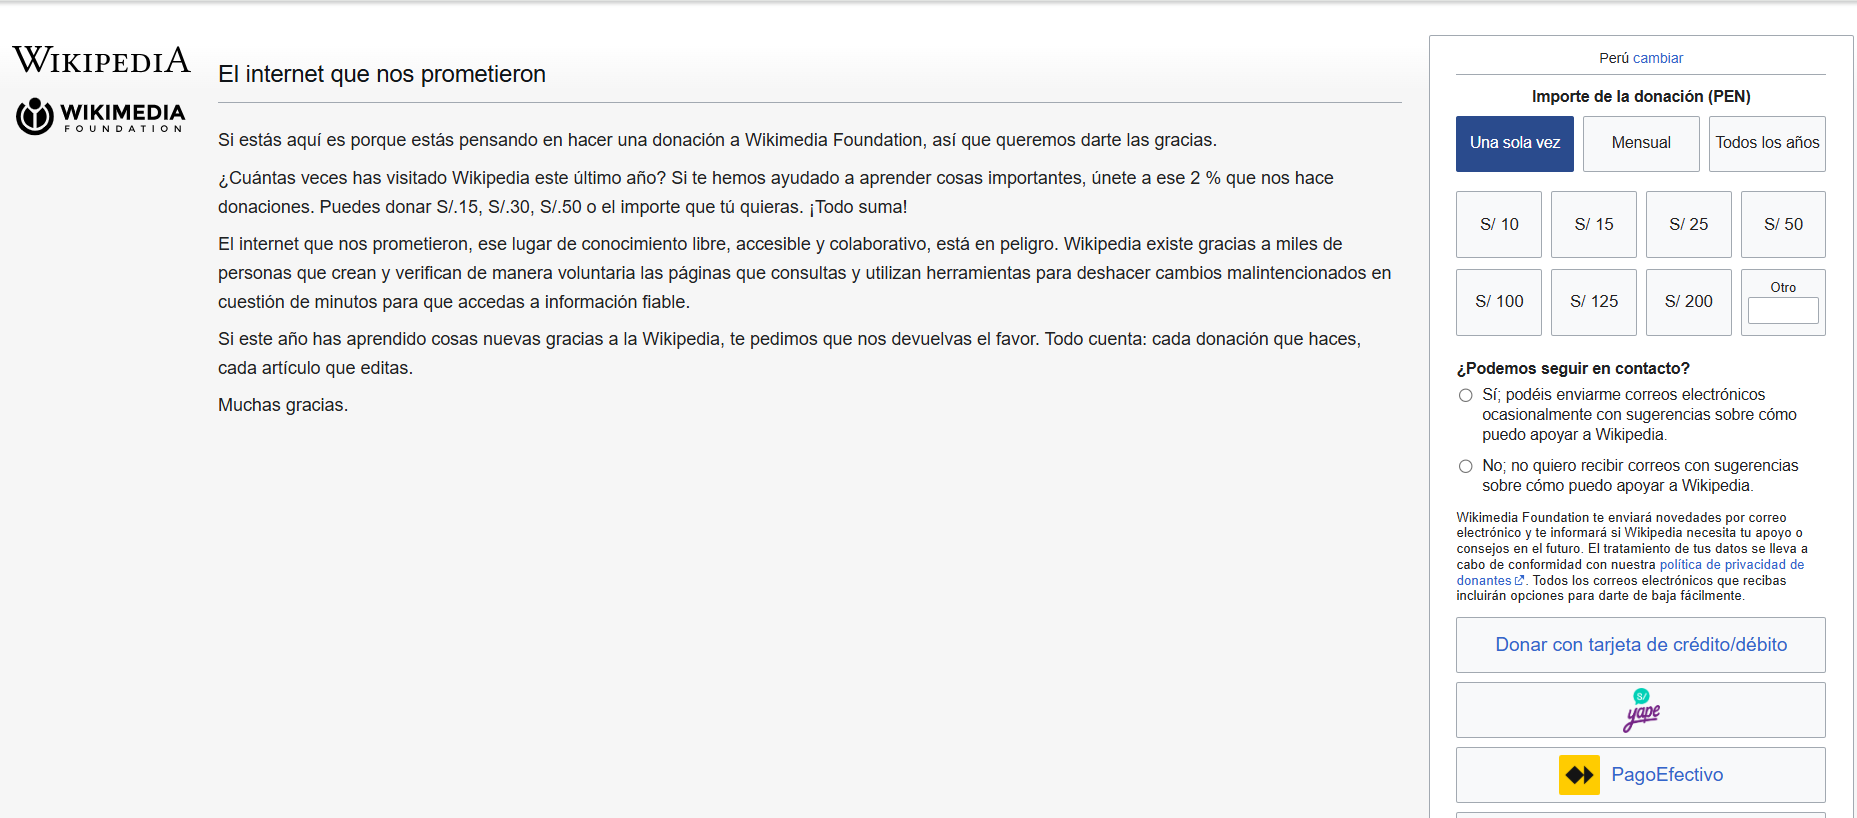 WIKIPEDIA
WIKIMEDIA
FOUNDATION
El internet que nos prometieron
Si estás aquí es porque estás pensando en hacer una donación a Wikimedia Foundation, así que queremos darte las gracias.
¿Cuántas veces has visitado Wikipedia este último año? Si te hemos ayudado a aprender cosas importantes, únete a ese 2 % que nos hace
donaciones. Puedes donar S/.15, S/.30, S/.50 o el importe que tú quieras. ¡Todo suma!
El internet que nos prometieron, ese lugar de conocimiento libre, accesible y colaborativo, está en peligro. Wikipedia existe gracias a miles de
personas que crean y verifican de manera voluntaria las páginas que consultas y utilizan herramientas para deshacer cambios malintencionados en
cuestión de minutos para que accedas a información fiable.
Si este año has aprendido cosas nuevas gracias a la Wikipedia, te pedimos que nos devuelvas el favor. Todo cuenta: cada donación que haces,
cada artículo que editas.
Muchas gracias.
Perú cambiar
Importe de la donación (PEN)
Una sola vez
Mensual
Todos los años
S/ 10
S/ 15
S/ 25
S/ 50
S/ 100
S/ 125
S/ 200
Otro
¿Podemos seguir en contacto?
Sí; podéis enviarme correos electrónicos
ocasionalmente con sugerencias sobre cómo
puedo apoyar a Wikipedia.
No; no quiero recibir correos con sugerencias
sobre cómo puedo apoyar a Wikipedia.
Wikimedia Foundation te enviará novedades por correo
electrónico y te informará si Wikipedia necesita tu apoyo o
consejos en el futuro. El tratamiento de tus datos se lleva a
cabo de conformidad con nuestra política de privacidad de
donantes. Todos los correos electrónicos que recibas
incluirán opciones para darte de baja fácilmente.
Donar con tarjeta de crédito/débito
S/
yape
PagoEfectivo